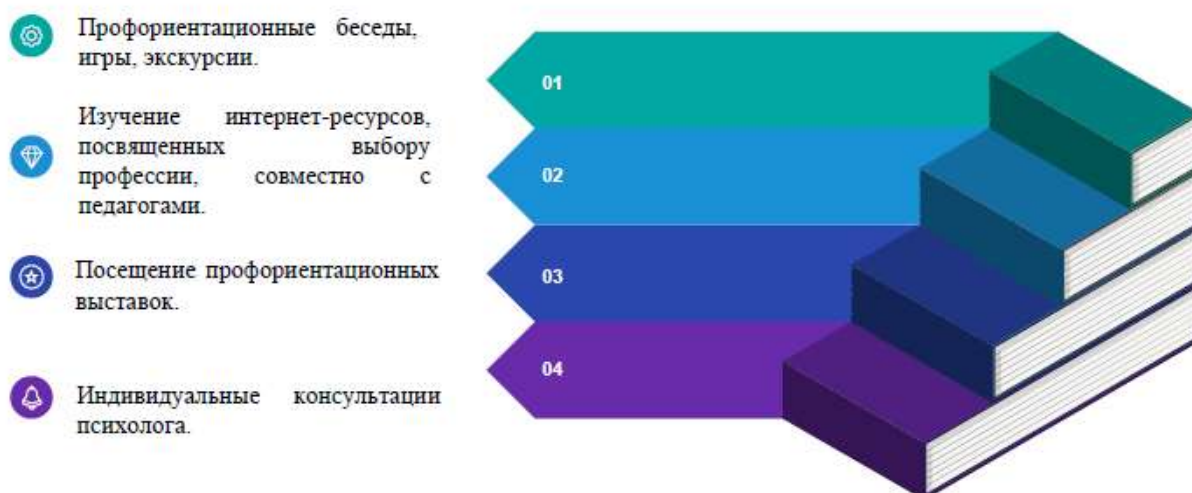 Профориентационные беседы,
игры, экскурсии.
Изучение интернет-ресурсов,
посвященных выбору
профессии, совместно с
педагогами.
Посещение профориентационных
выставок.
Индивидуальные консультации
психолога.
01
02
03
04